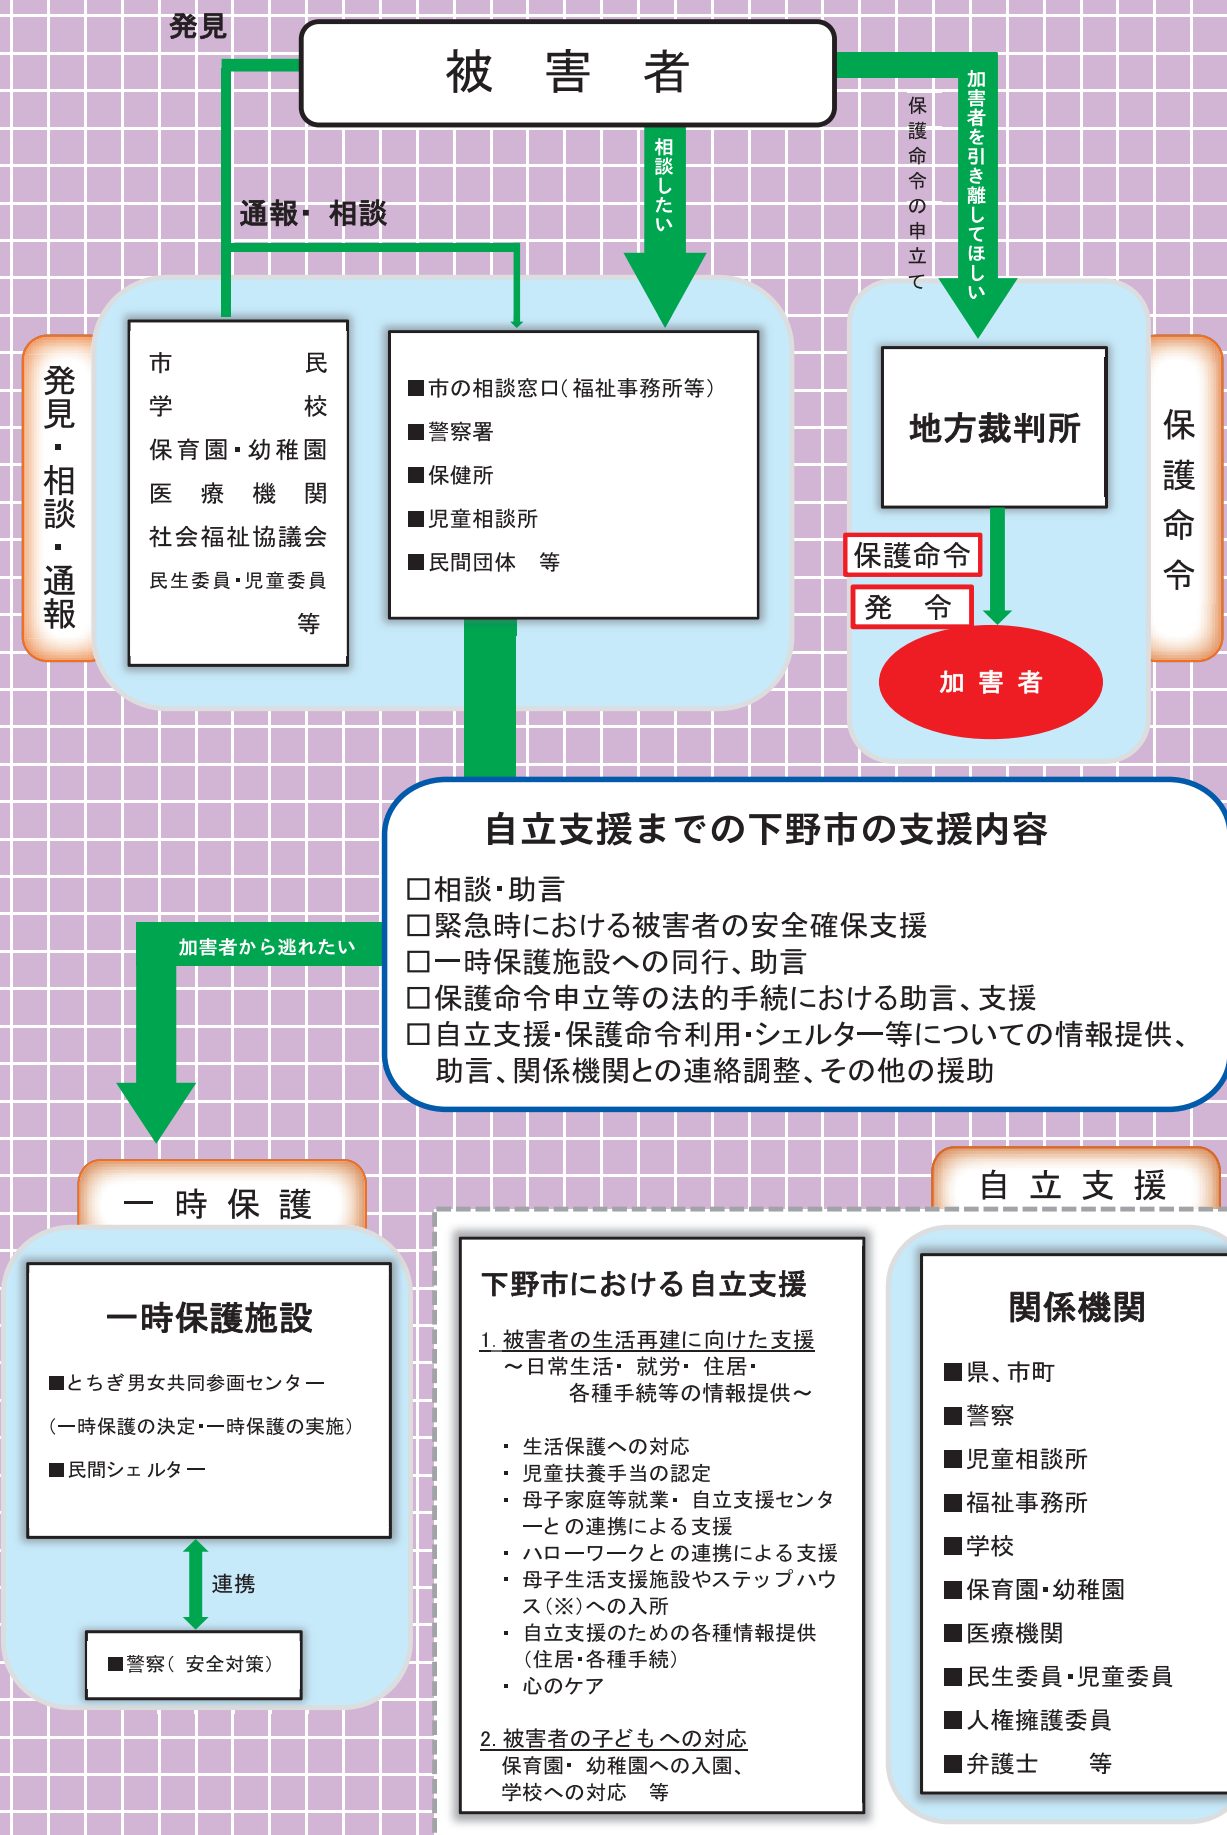 発見
被害者
加害者を引き離してほしい
保護命令の申立て
相談したい
通報・相談
発見・相談・通報
市民
学校
保育園・幼稚園
医療機関
社会福祉協議会
民生委員・児童委員
等
■市の相談窓口(福祉事務所等)
■警察署
■保健所
■児童相談所
■民間団体　等
地方裁判所
保護命令
発　令
加害者
保護命令
自立支援までの下野市の支援内容
□相談・助言
□緊急時における被害者の安全確保支援
□一時保護施設への同行、助言
□保護命令申立等の法的手続における助言、支援
□自立支援・保護命令利用・シェルター等についての情報提供、
助言、関係機関との連絡調整、その他の援助
加害者から逃れたい
一時保護
一時保護施設
■とちぎ男女共同参画センター
(一時保護の決定・一時保護の実施)
■民間シェルター
連携
■警察(安全対策)
自立支援
下野市における自立支援
1. 被害者の生活再建に向けた支援
～日常生活・就労・住居・
各種手続等の情報提供～
・生活保護への対応
・児童扶養手当の認定
・母子家庭等就業・自立支援センタ
ーとの連携による支援
・ハローワークとの連携による支援
・母子生活支援施設やステップハウ
ス(※)への入所
・自立支援のための各種情報提供
(住居・各種手続)
・心のケア
2. 被害者の子どもへの対応
保育園・幼稚園への入園、
学校への対応　等
関係機関
■県、市町
■警察
■児童相談所
■福祉事務所
■学校
■保育園・幼稚園
■医療機関
■民生委員・児童委員
■人権擁護委員
■弁護士　　等